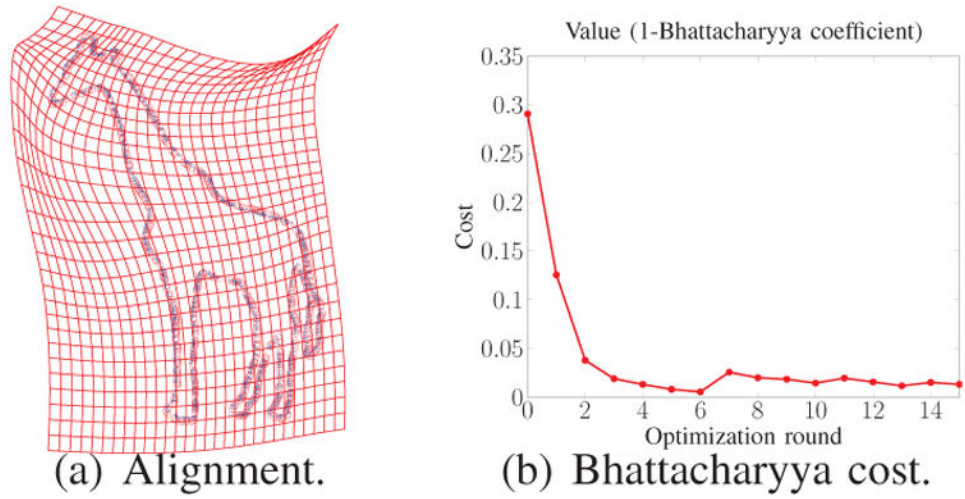 Value (1-Bhattacharyya coefficient)
0.35
0.3
0.25
0.2
0.15
0.1
0.05
0
Cost
0 2 4 6 8 10 12 14
Optimization round
(a) Alignment.
(b) Bhattacharyya cost.